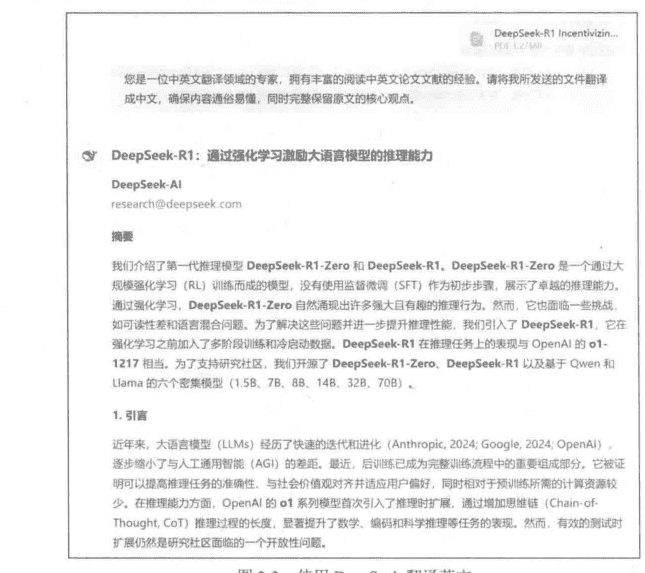 DeepSeek-R1 Incentivizin...
PDF
您是一位中英文翻译领域的专家，拥有丰富的阅读中英文论文文献的经验。请将我所发送的文件翻译
成中文，确保内容通俗易懂，同时完整保留原文的核心观点。
DeepSeek-R1：通过强化学习激励大语言模型的推理能力
DeepSeek-AI
research@deepseek.com
摘要
我们介绍了第一代推理模型 DeepSeek-R1-Zero 和 DeepSeek-R1。DeepSeek-R1-Zero 是一个通过大
规模强化学习（RL）训练而成的模型，没有使用监督微调（SFT）作为初步步骤，展示了卓越的推理能力。
通过强化学习，DeepSeek-R1-Zero 自然涌现出许多强大且有趣的推理行为。然而，它也面临一些挑战，
如可读性差和语言混合问题。为了解决这些问题并进一步提升推理性能，我们引入了 DeepSeek-R1，它在
强化学习之前加入了多阶段训练和冷启动数据。DeepSeek-R1 在推理任务上的表现与 OpenAI 的 o1-
1217 相当。为了支持研究社区，我们开源了 DeepSeek-R1-Zero、DeepSeek-R1 以及基于 Qwen 和
Llama 的六个密集模型（1.5B、7B、8B、14B、32B、70B）。
1. 引言
近年来，大语言模型（LLMs）经历了快速的迭代和进化（Anthropic, 2024; Google, 2024; OpenAI），
逐步缩小了与人工通用智能（AGI）的差距。最近，后训练已成为完整训练流程中的重要组成部分。它被证
明可以提高推理任务的准确性、与社会价值观对齐并适应用户偏好，同时相对于预训练所需的计算资源较
少。在推理能力方面，OpenAI 的 o1 系列模型首次引入了推理时扩展，通过增加思维链（Chain-of-
Thought, CoT）推理过程的长度，显著提升了数学、编码和科学推理等任务的表现。然而，有效的测试时
扩展仍然是研究社区面临的一个开放性问题。